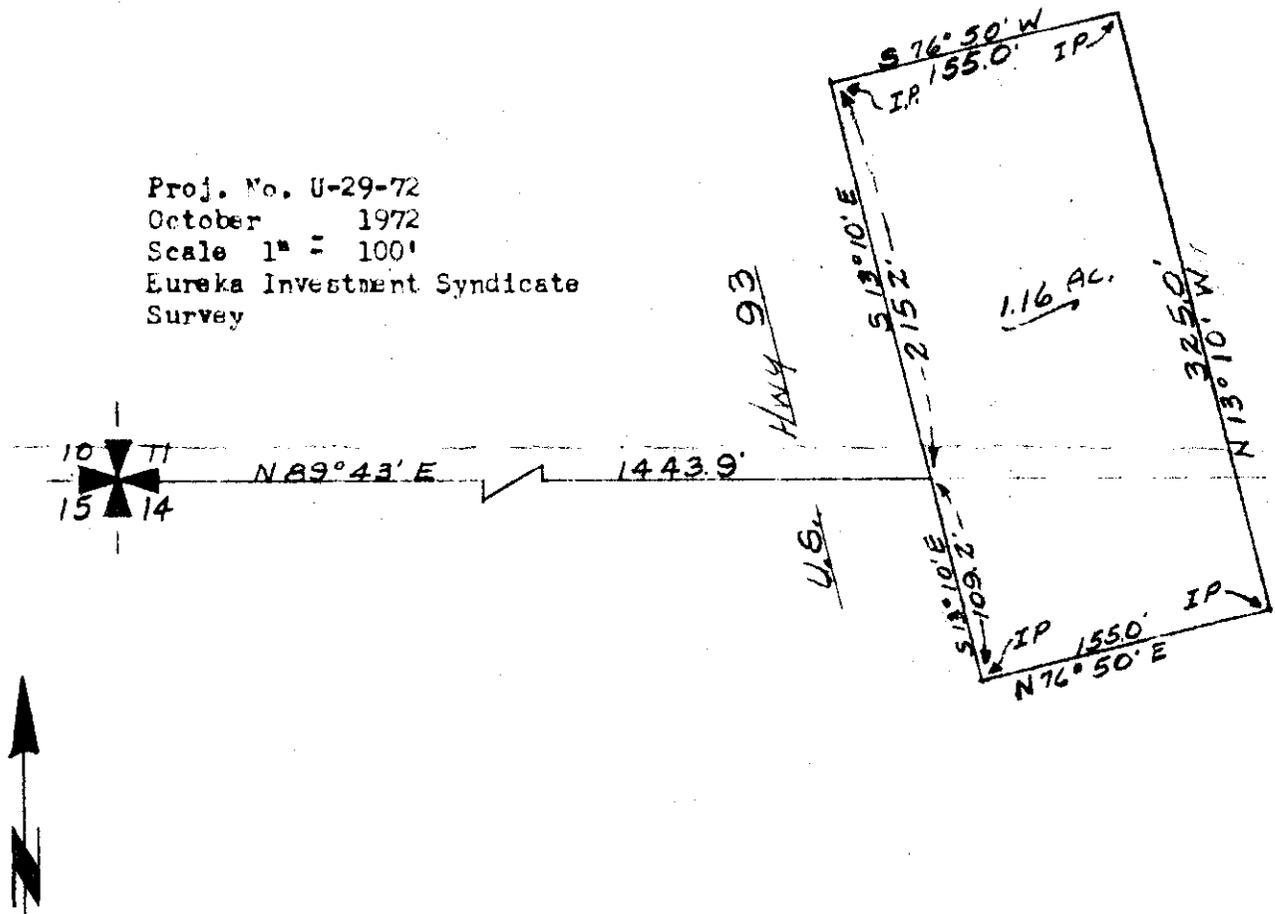 S 76° 50' W
155.0'
IP
I.P.
Proj. No. U-29-72
October 1972
Scale 1" = 100'
Eureka Investment Syndicate
Survey
S 13° 10' E
215.2'
1.16 AC.
325.0'
N 13° 10' W
U.S. Hwy 93
10 11
15 14
N 89° 43' E 1443.9'
S 13° 10' E
109.2'
IP
IP
155.0'
N 76° 50' E
N